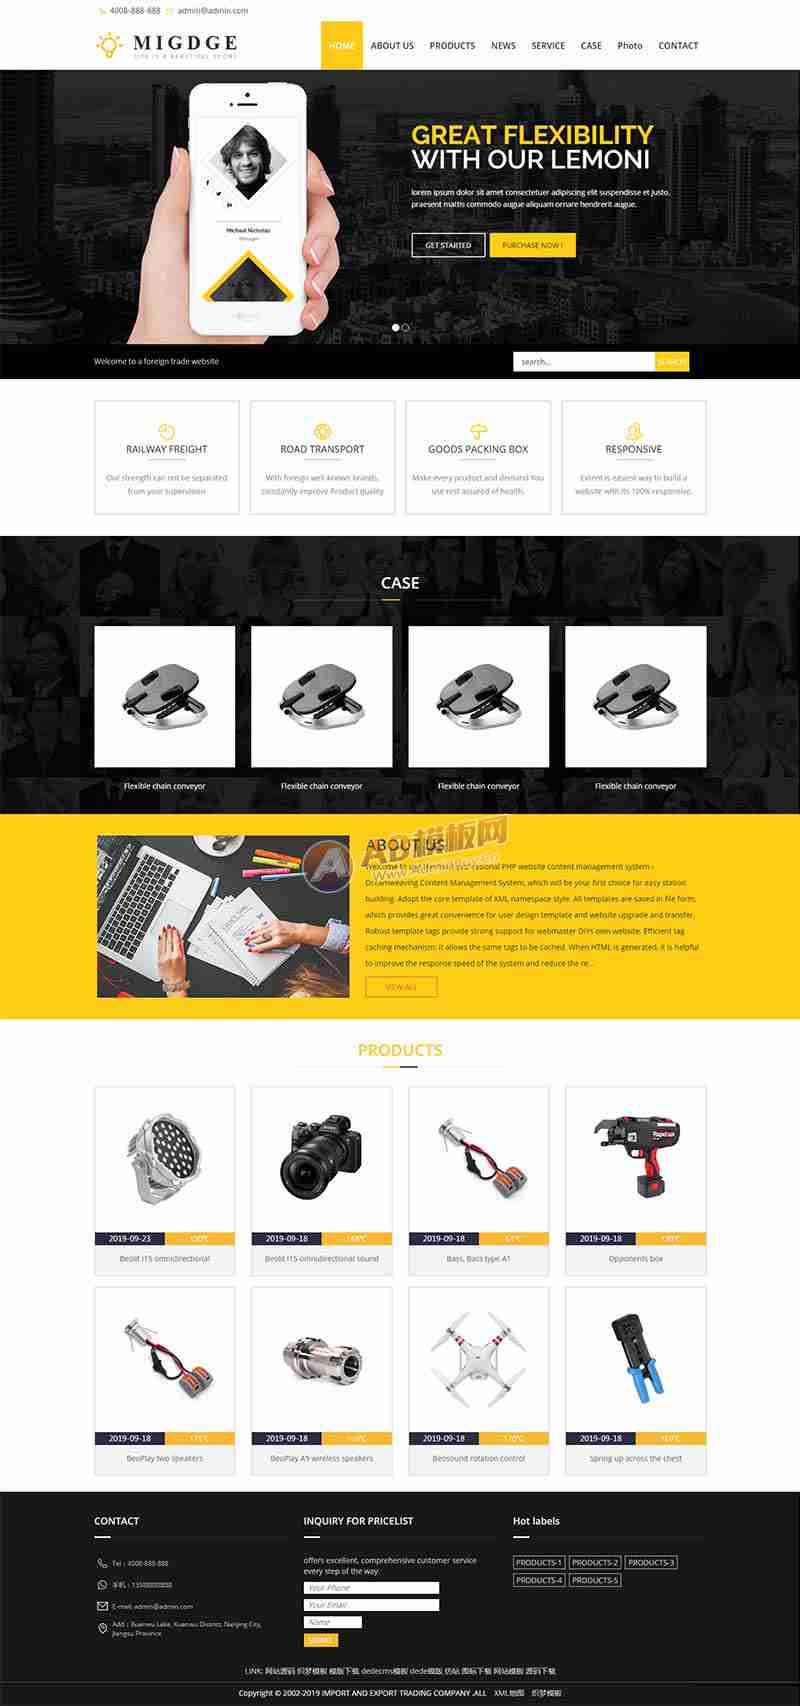 4008-888-888 admin@admin.com
MIGDGE
HOME ABOUT US PRODUCTS NEWS SERVICE CASE Photo CONTACT
GREAT FLEXIBILITY
WITH OUR LEMONI
lorem ipsum dolor sit amet consectetuer adipiscing elit suspendisse et justo,
praesent mattis commodo augue aliquam ornare hendrerit augue.
GET STARTED PURCHASE NOW !
Michael Nicholas
Manager
Welcome to a foreign trade website
search...
SEARCH
RAILWAY FREIGHT
Our strength can not be separated
from your supervision
ROAD TRANSPORT
With foreign well-known brands,
constantly improve Product quality
GOODS PACKING BOX
Make every product and demand You
use rest assured of health.
RESPONSIVE
Extent is easiest way to build a
website with its 100% responsive.
CASE
Flexible chain conveyor
Flexible chain conveyor
Flexible chain conveyor
Flexible chain conveyor
AD模板网
ABOUT US
PHP website content management system -
Dreamweaving Content Management System, which will be your first choice for easy station
building. Adopt the core template of XML namespace style. All templates are saved in file form,
which provides great convenience for user design template and website upgrade and transfer.
Robust template tags provide strong support for webmaster DIYs own website. Efficient tag
caching mechanism: it allows the same tags to be cached. When HTML is generated, it is helpful
to improve the response speed of the system and reduce the re...
VIEW ALL
PRODUCTS
2019-09-23
Beolit I15 omnidirectional
2019-09-18
Beolit I15 omnidirectional sound
2019-09-18
Bass, Bass type A1
2019-09-18
Opponents box
2019-09-18
BeoPlay two speakers
2019-09-18
BeoPlay A9 wireless speakers
2019-09-18
Beosound rotation control
2019-09-18
Spring up across the chest
CONTACT
Tel：4008-888-888
手机：
E-mail: admin@admin.com
Add：Xuanwu Lake, Xuanwu District, Nanjing City,
Jiangsu Province
INQUIRY FOR PRICELIST
offers excellent, comprehensive customer service
every step of the way.
Your Phone
Your Email
Name
SUBMIT
Hot labels
PRODUCTS-1 PRODUCTS-2 PRODUCTS-3
PRODUCTS-4 PRODUCTS-5
LINK: 网站源码 织梦模板 模版下载 dedecms模板 dede模版 仿站 图标下载 网站模板 源码下载
Copyright © 2002-2019 IMPORT AND EXPORT TRADING COMPANY .ALL XML地图 织梦模板